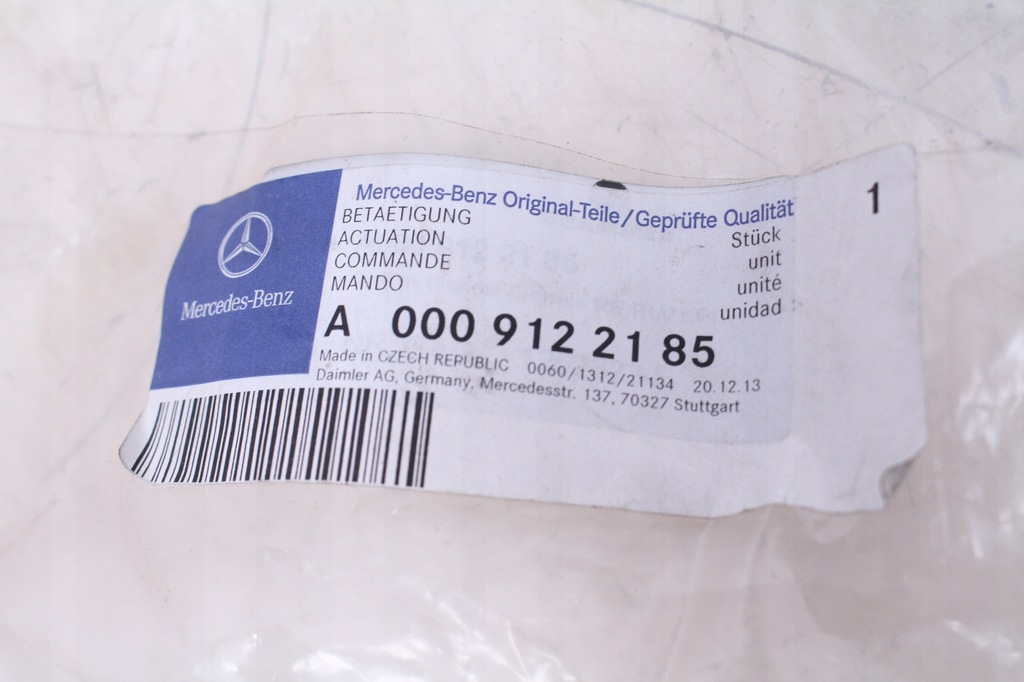 Mercedes-Benz
Mercedes-Benz Original-Teile/Geprüfte Qualität
1
BETAETIGUNG
Stück
ACTUATION
unit
COMMANDE
unité
MANDO
unidad
A 000 912 21 85
Made in CZECH REPUBLIC 0060/1312/21134 20.12.13
Daimler AG, Germany, Mercedesstr. 137, 70327 Stuttgart